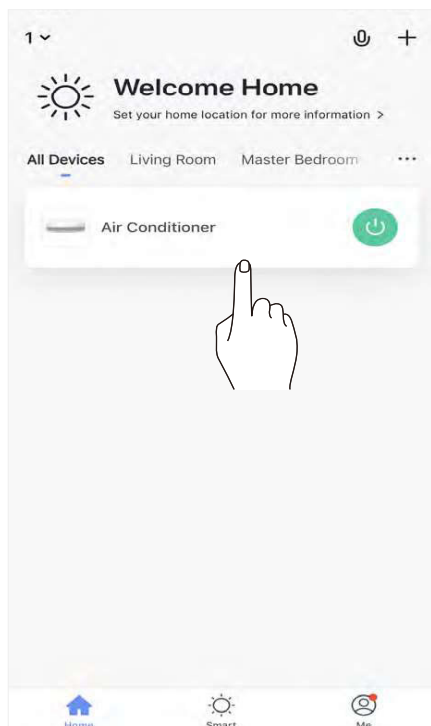 1
Welcome Home
Set your home location for more information >
All Devices Living Room Master Bedroom ...
Air Conditioner
Home Smart Me